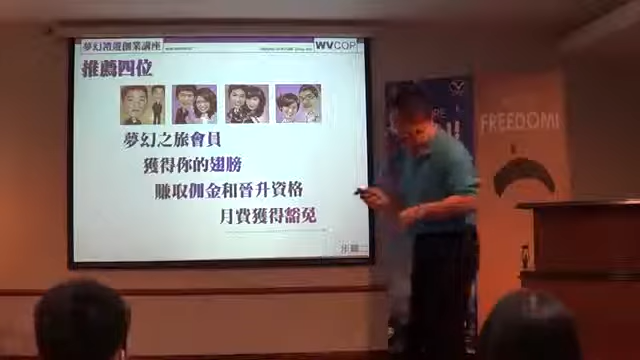 夢幻禮遊創業講座
WVCOP
推薦四位
夢幻之旅會員
獲得你的翅膀
賺取佣金和晉升資格
月費獲得豁免
FREEDOM!